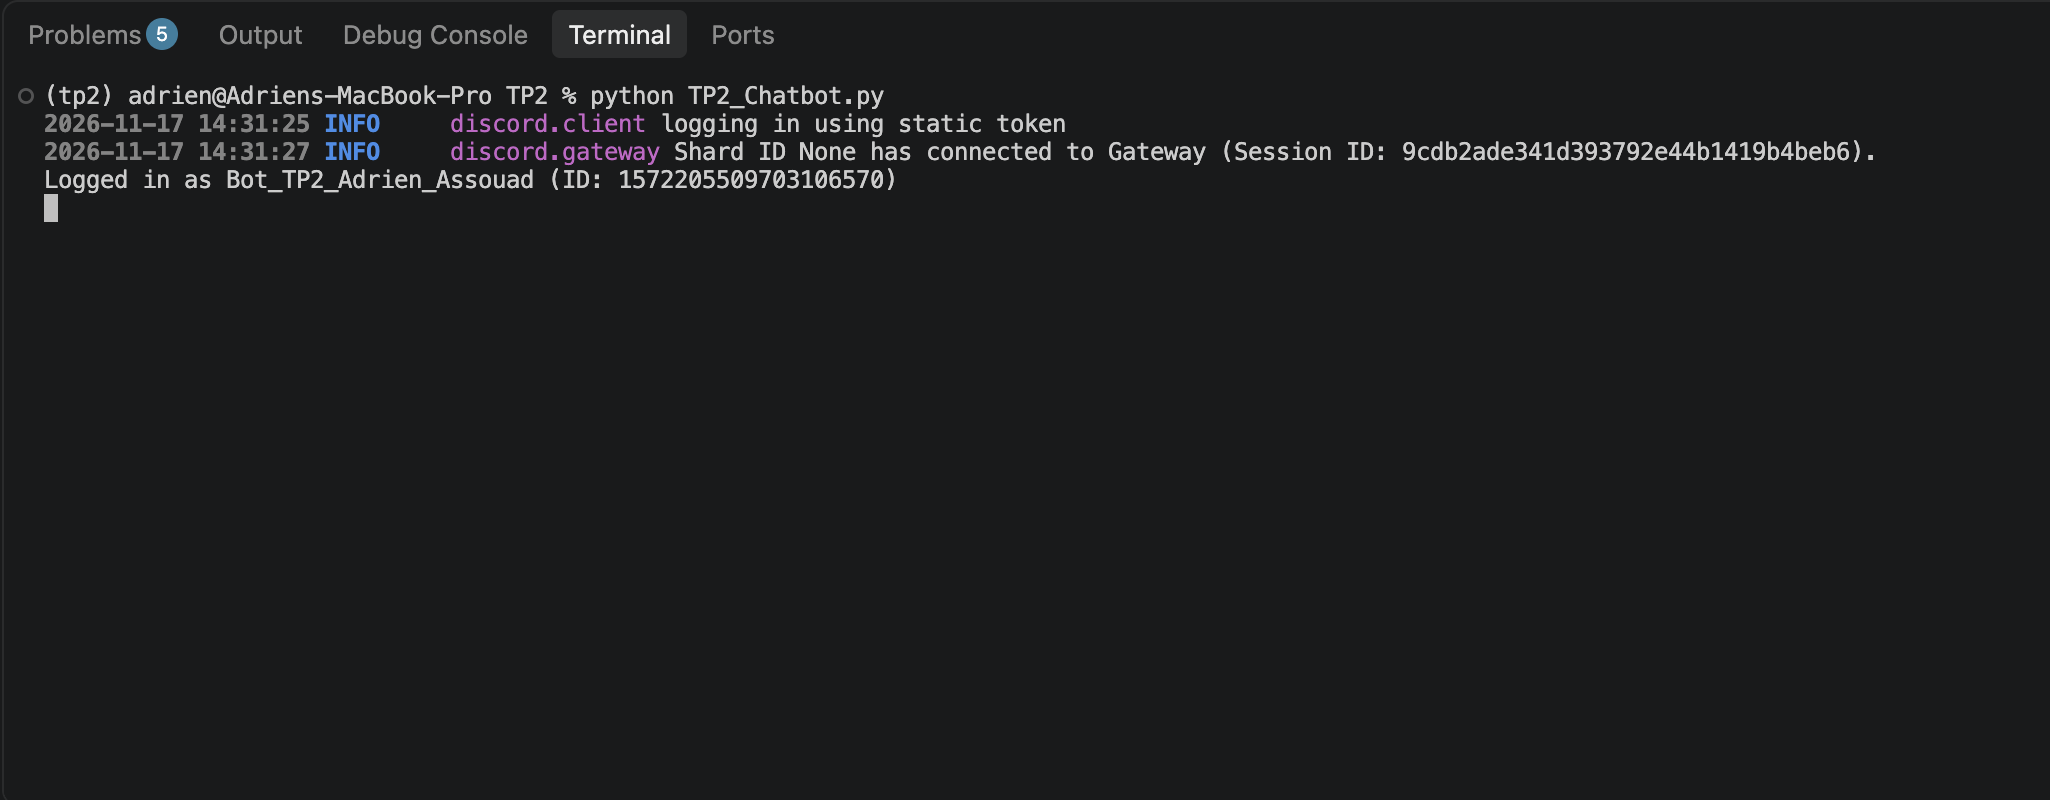 Problems 5 Output Debug Console Terminal Ports
(tp2) adrien@Adriens-MacBook-Pro TP2 % python TP2_Chatbot.py
2026-11-17 14:31:25 INFO     discord.client logging in using static token
2026-11-17 14:31:27 INFO     discord.gateway Shard ID None has connected to Gateway (Session ID: 9cdb2ade341d393792e44b1419b4beb6).
Logged in as Bot_TP2_Adrien_Assouad (ID: 1572205509703106570)